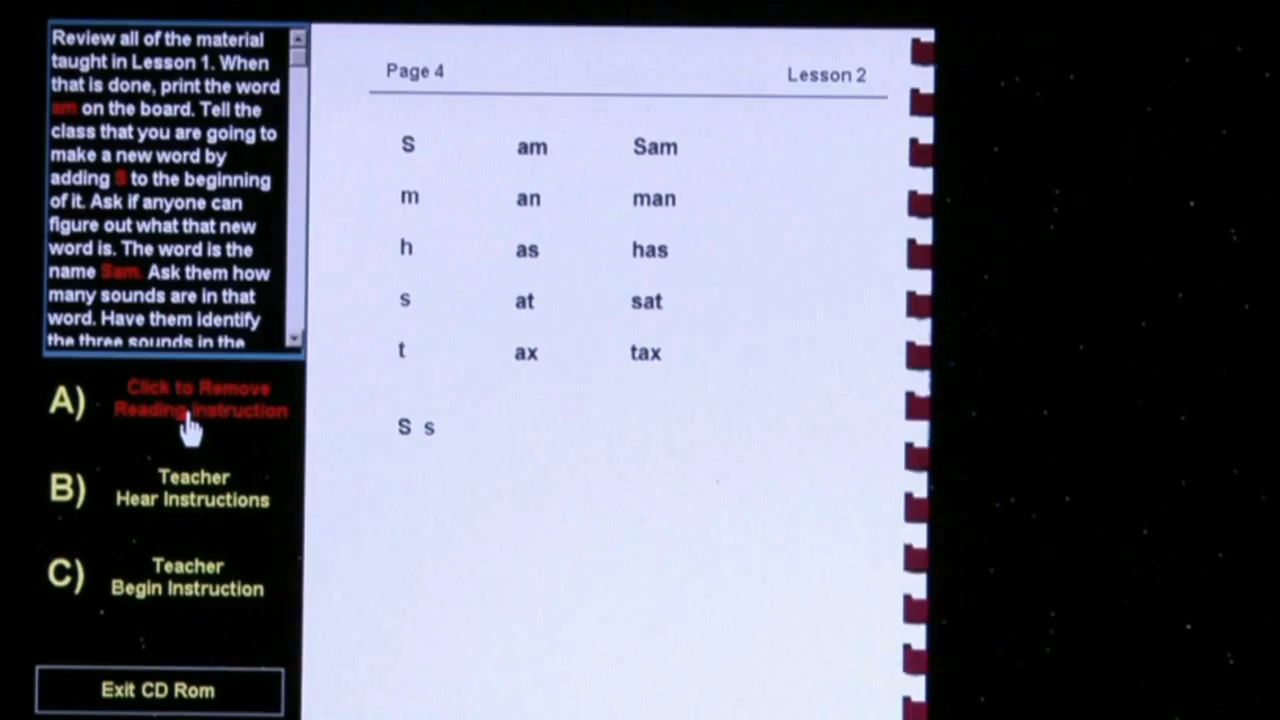 Review all of the material
taught in Lesson 1. When
that is done, print the word
am on the board. Tell the
class that you are going to
make a new word by
adding S to the beginning
of it. Ask if anyone can
figure out what that new
word is. The word is the
name Sam. Ask them how
many sounds are in that
word. Have them identify
the three sounds in the
A) Click to Remove
Reading Instruction
B) Teacher
Hear Instructions
C) Teacher
Begin Instruction
Exit CD Rom
Page 4 Lesson 2
S am Sam
m an man
h as has
s at sat
t ax tax
S s